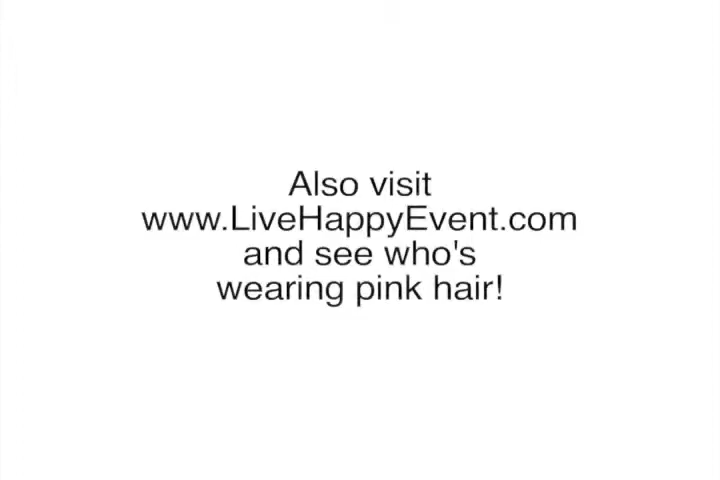 Also visit
www.LiveHappyEvent.com
and see who's
wearing pink hair!